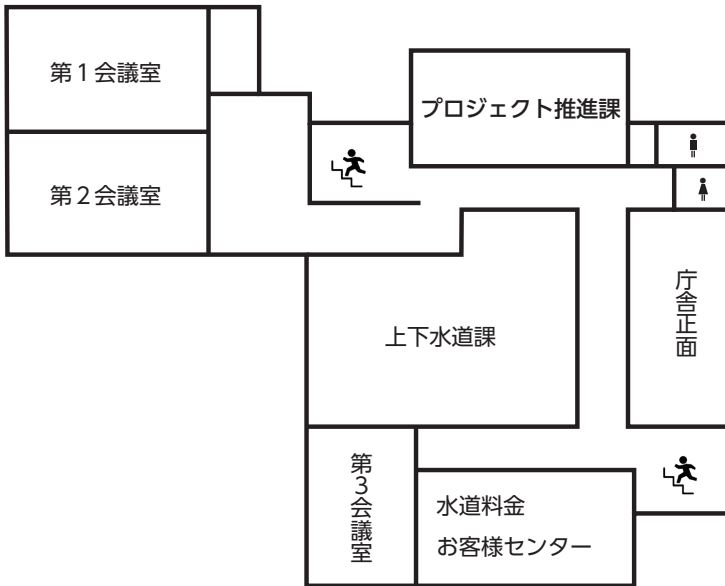 第１会議室
プロジェクト推進課
第２会議室
庁舎正面
上下水道課
第３会議室
水道料金
お客様センター